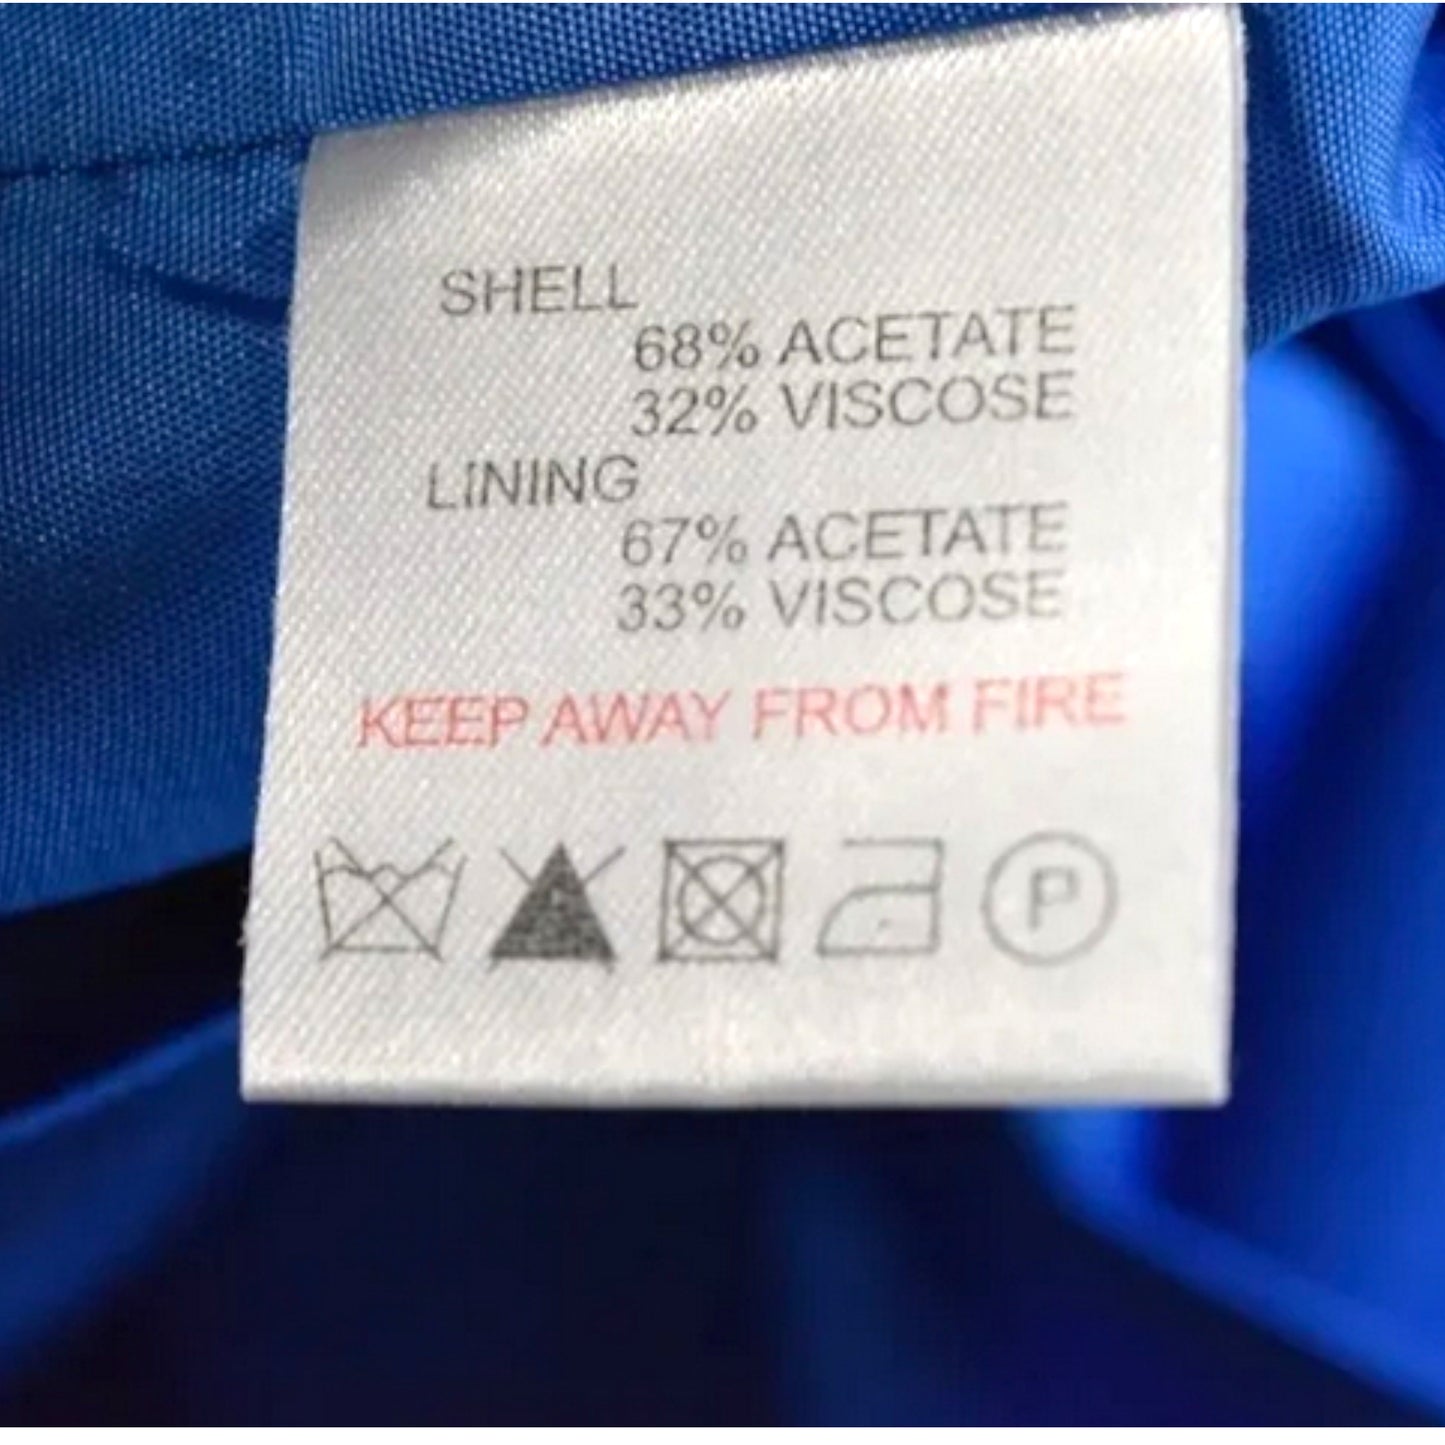 SHELL
68% ACETATE
32% VISCOSE
LINING
67% ACETATE
33% VISCOSE
KEEP AWAY FROM FIRE
P